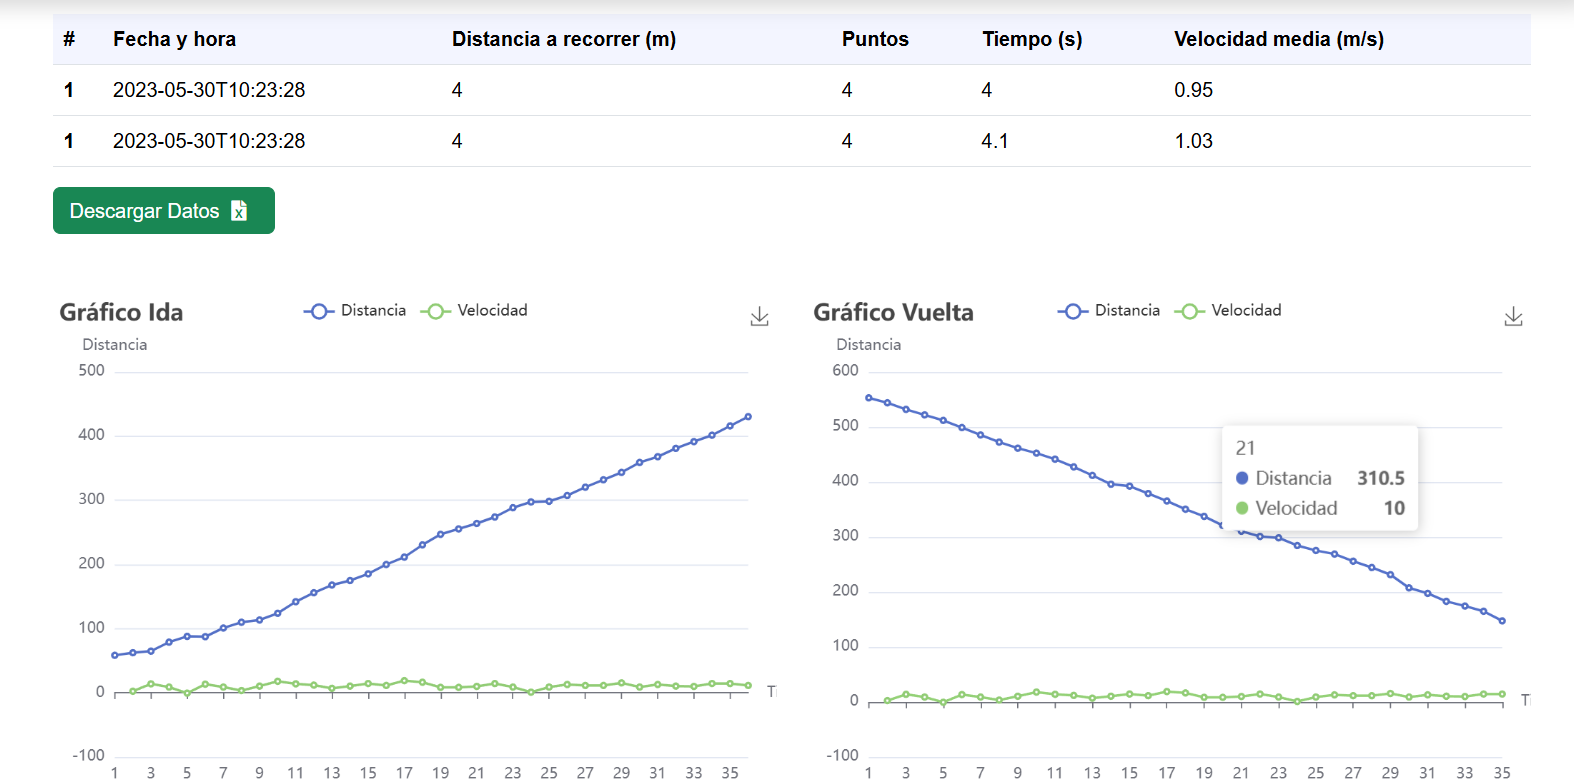 # Fecha y hora Distancia a recorrer (m) Puntos Tiempo (s) Velocidad media (m/s)
1 2023-05-30T10:23:28 4 4 4 0.95
1 2023-05-30T10:23:28 4 4 4.1 1.03
Descargar Datos
Gráfico Ida
Distancia Velocidad
Distancia
500
400
300
200
100
0
-100
1 3 5 7 9 11 13 15 17 19 21 23 25 27 29 31 33 35
Gráfico Vuelta
Distancia Velocidad
Distancia
600
500
400
300
200
100
0
-100
21
Distancia 310.5
Velocidad 10
1 3 5 7 9 11 13 15 17 19 21 23 25 27 29 31 33 35